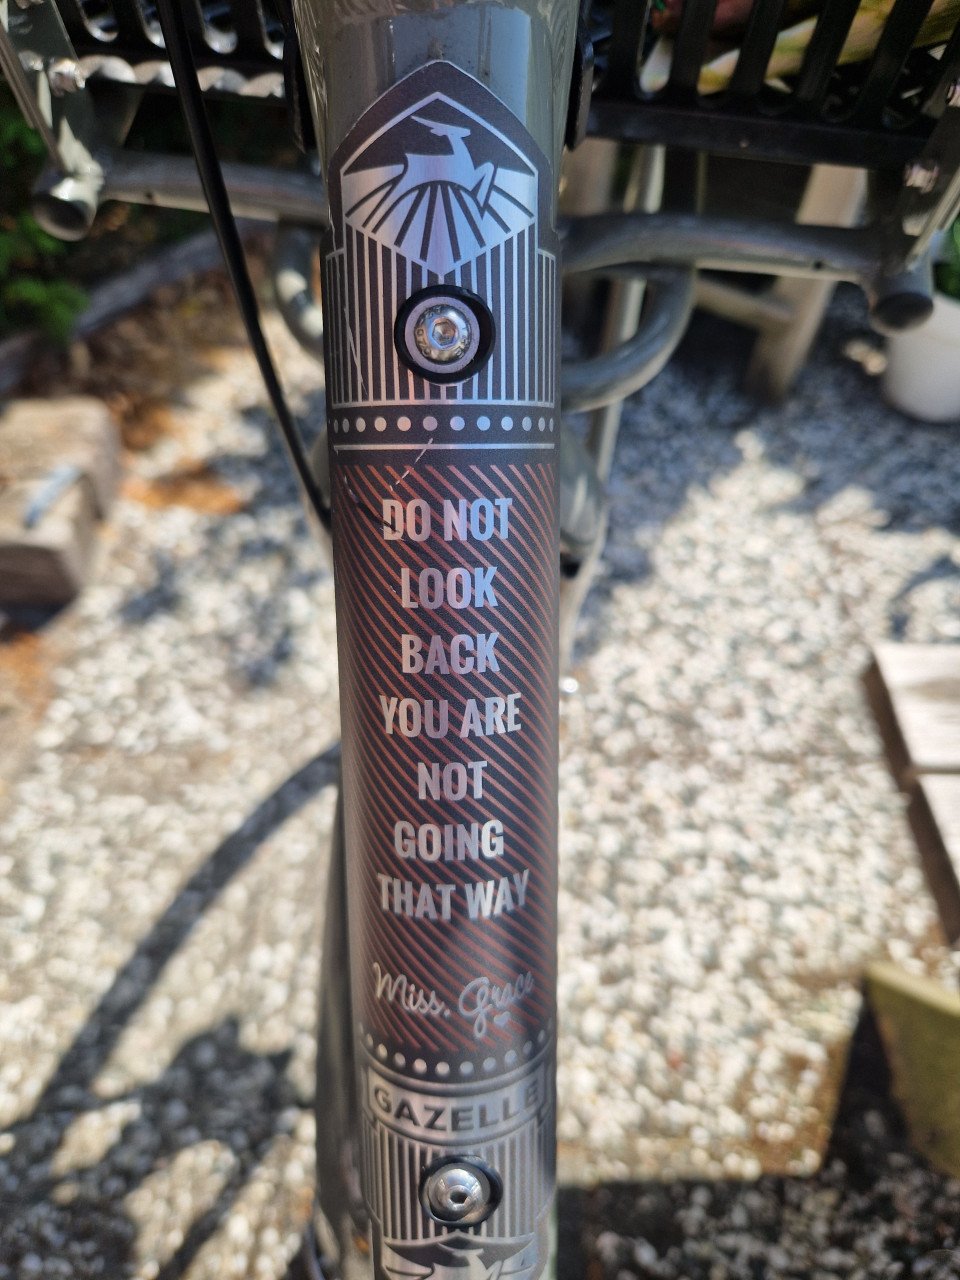 DO NOT
LOOK
BACK
YOU ARE
NOT
GOING
THAT WAY
Miss. Grace
GAZELLE